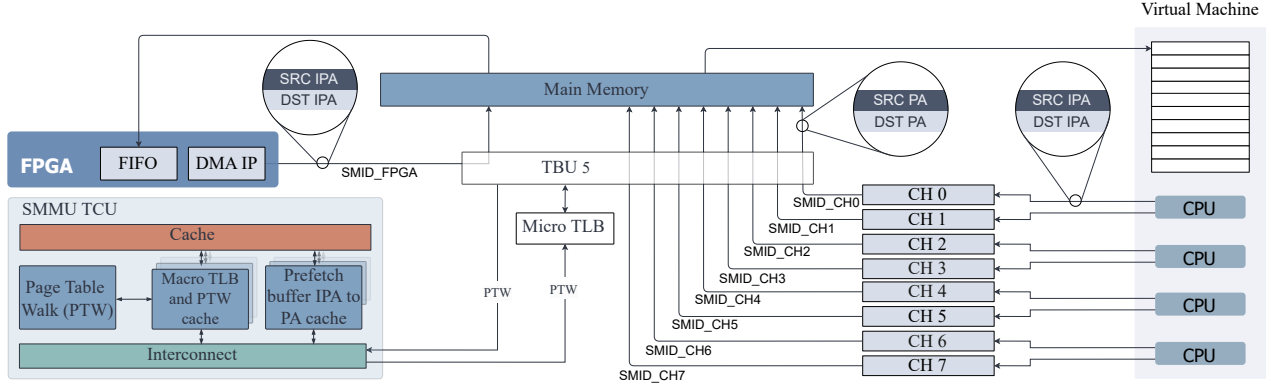 Virtual Machine
SRC IPA
DST IPA
Main Memory
SRC PA
DST PA
SRC IPA
DST IPA
FPGA
FIFO
DMA IP
SMID_FPGA
TBU 5
SMMU TCU
Cache
Page Table
Walk (PTW)
Macro TLB
and PTW
cache
Prefetch
buffer IPA to
PA cache
Interconnect
PTW
PTW
Micro TLB
SMID_CH0
SMID_CH1
SMID_CH2
SMID_CH3
SMID_CH4
SMID_CH5
SMID_CH6
SMID_CH7
CH 0
CH 1
CH 2
CH 3
CH 4
CH 5
CH 6
CH 7
CPU
CPU
CPU
CPU